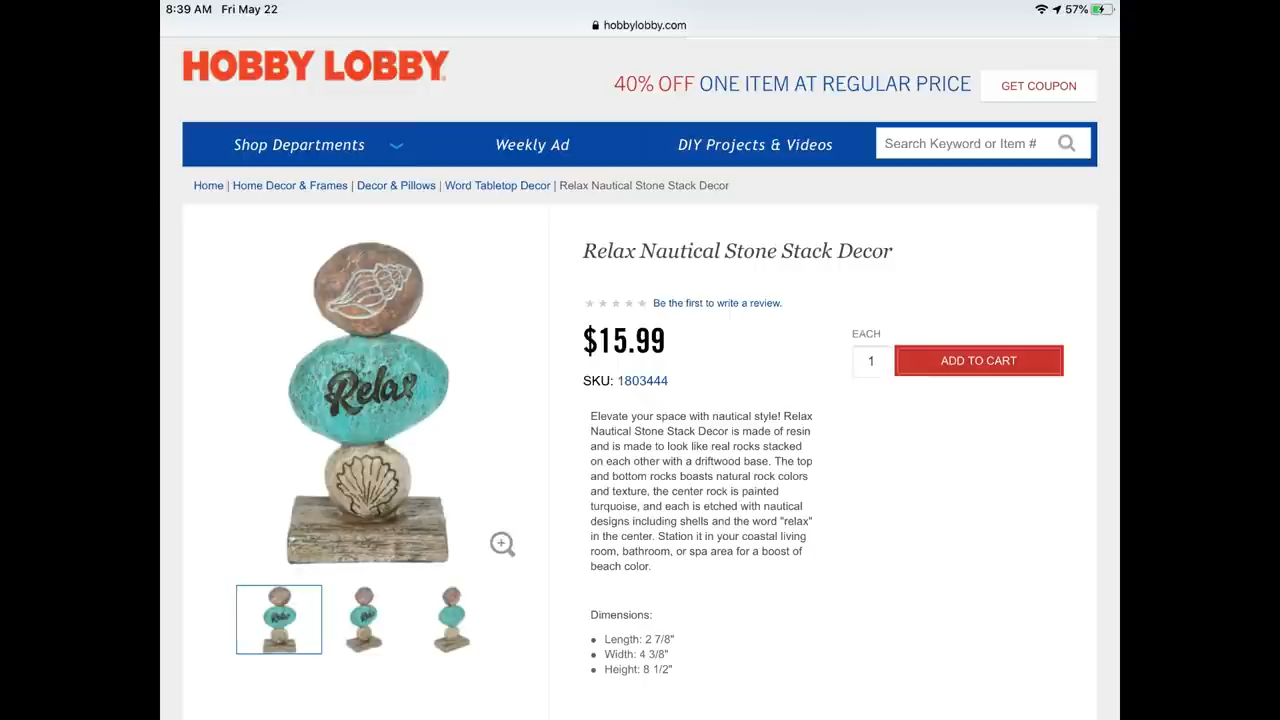 8:39 AM Fri May 22
57%
hobbylobby.com
HOBBY LOBBY
40% OFF ONE ITEM AT REGULAR PRICE
GET COUPON
Shop Departments
Weekly Ad
DIY Projects & Videos
Search Keyword or Item #
Home | Home Decor & Frames | Decor & Pillows | Word Tabletop Decor | Relax Nautical Stone Stack Decor
Relax Nautical Stone Stack Decor
Be the first to write a review.
$15.99
EACH
1
ADD TO CART
SKU: 1803444
Relax
Elevate your space with nautical style! Relax
Nautical Stone Stack Decor is made of resin
and is made to look like real rocks stacked
on each other with a driftwood base. The top
and bottom rocks boasts natural rock colors
and texture, the center rock is painted
turquoise, and each is etched with nautical
designs including shells and the word "relax"
in the center. Station it in your coastal living
room, bathroom, or spa area for a boost of
beach color.
Relax
Relax
Dimensions:
Length: 2 7/8"
Width: 4 3/8"
Height: 8 1/2"